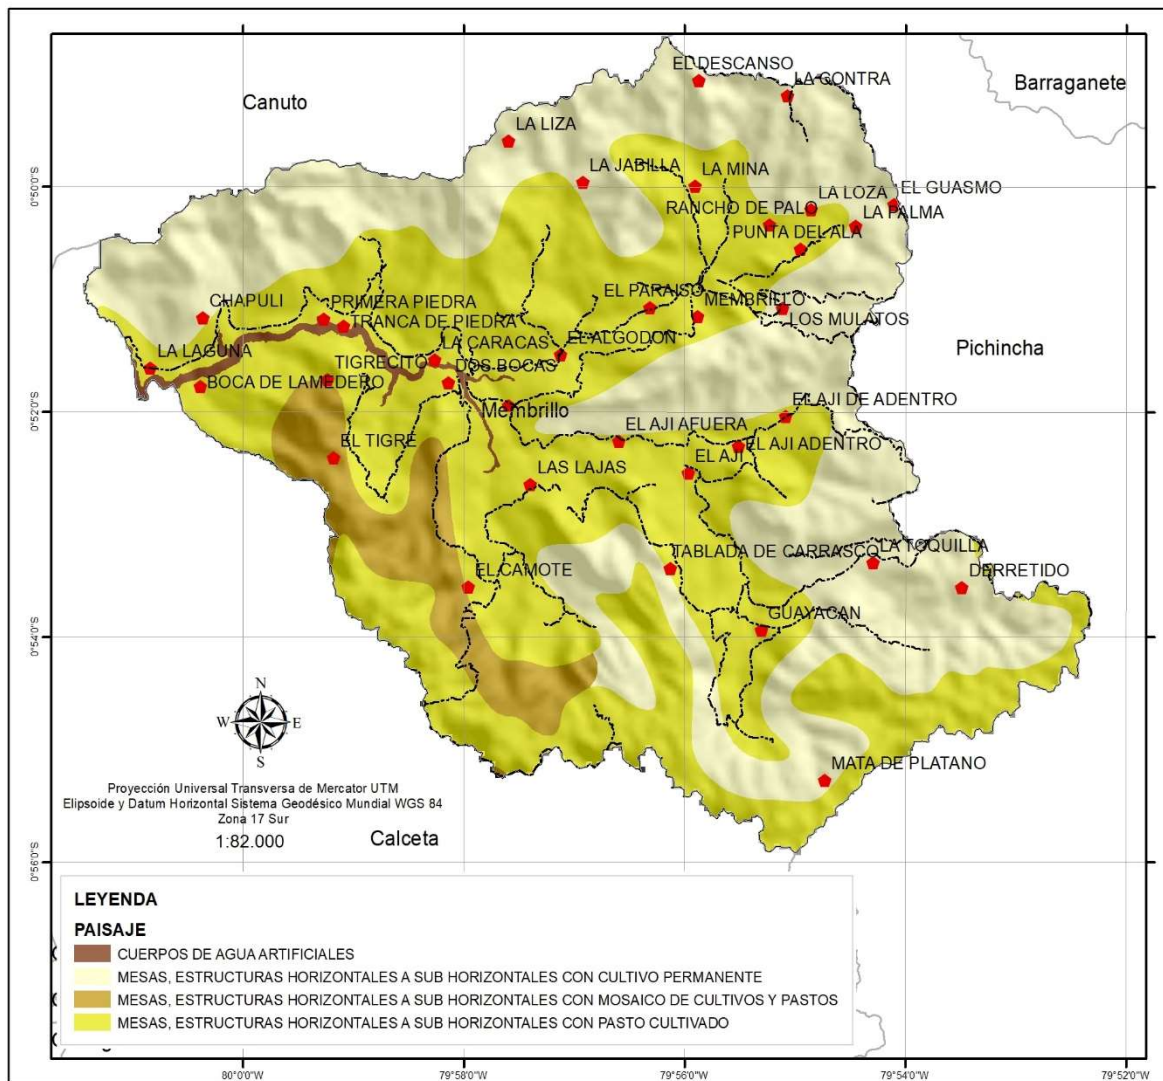 ED DESCANSO
LA GONTRA
Barraganete
Canuto
LA LIZA
LA JABILLA
LA MINA
0°50'0"S
LA LOZA
EL GUASMO
RANCHO DE PALO
LA PALMA
PUNTA DEL ALA
EL PARAISO
MEMBRILLO
CHAPULI
PRIMERA PIEDRA
LOS MULATOS
TRANCA DE PIEDRA
LA CARACAS
EL ALGODON
LA LAGUNA
TIGRECITO
DOS BOCAS
Pichincha
BOCA DE LAMEDERO
0°52'0"S
Membrillo
EL AJI DE ADENTRO
EL AJI AFUERA
EL TIGRE
EL AJI ADENTRO
EL AJI
LAS LAJAS
TABLADA DE CARRASCO
LA TOQUILLA
EL CAMOTE
DERRETIDO
GUAYACAN
0°54'0"S
N
W
E
S
MATA DE PLATANO
Proyección Universal Transversa de Mercator UTM
Elipsoide y Datum Horizontal Sistema Geodésico Mundial WGS 84
Zona 17 Sur
1:82.000
Calceta
0°56'0"S
LEYENDA
PAISAJE
CUERPOS DE AGUA ARTIFICIALES
MESAS, ESTRUCTURAS HORIZONTALES A SUB HORIZONTALES CON CULTIVO PERMANENTE
MESAS, ESTRUCTURAS HORIZONTALES A SUB HORIZONTALES CON MOSAICO DE CULTIVOS Y PASTOS
MESAS, ESTRUCTURAS HORIZONTALES A SUB HORIZONTALES CON PASTO CULTIVADO
80°0'0"W
79°58'0"W
79°56'0"W
79°54'0"W
79°52'0"W